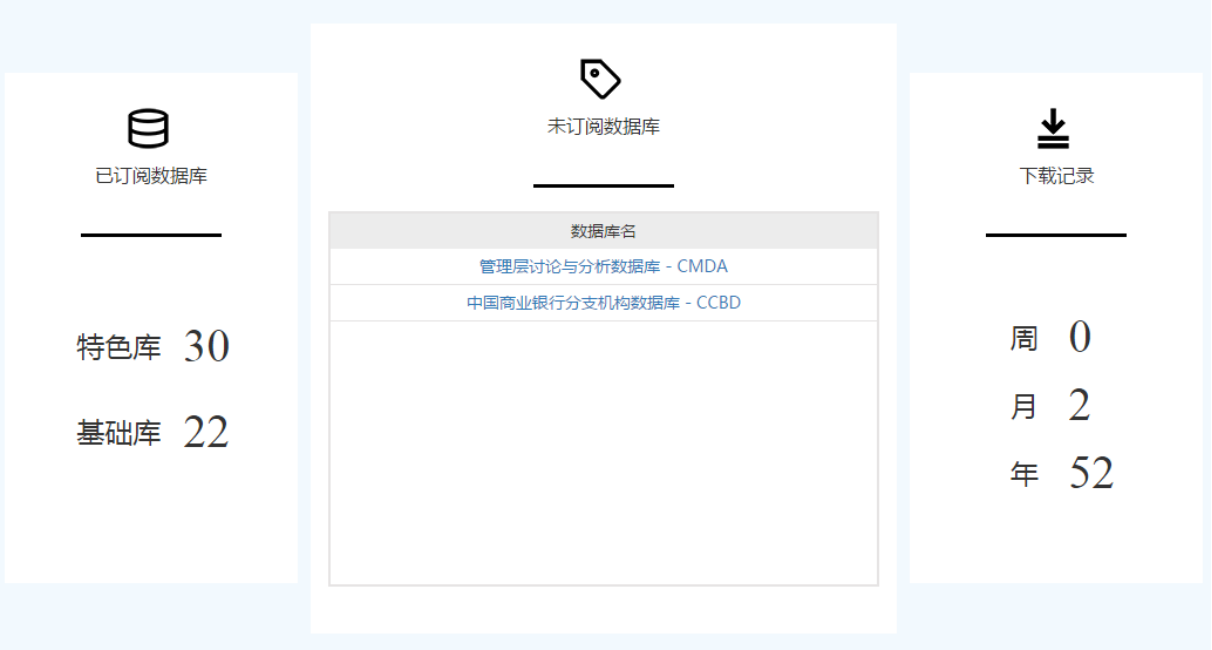 已订阅数据库
特色库 30
基础库 22
未订阅数据库
数据库名
管理层讨论与分析数据库 - CMDA
中国商业银行分支机构数据库 - CCBD
下载记录
周 0
月 2
年 52